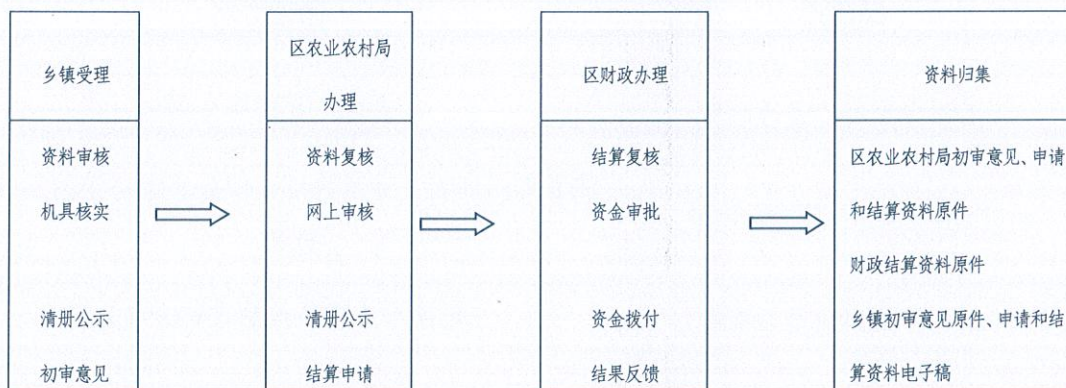 乡镇受理
资料审核
机具核实
清册公示
初审意见
区农业农村局
办理
资料复核
网上审核
清册公示
结算申请
区财政办理
结算复核
资金审批
资金拨付
结果反馈
资料归集
区农业农村局初审意见、申请
和结算资料原件
财政结算资料原件
乡镇初审意见原件、申请和结
算资料电子稿